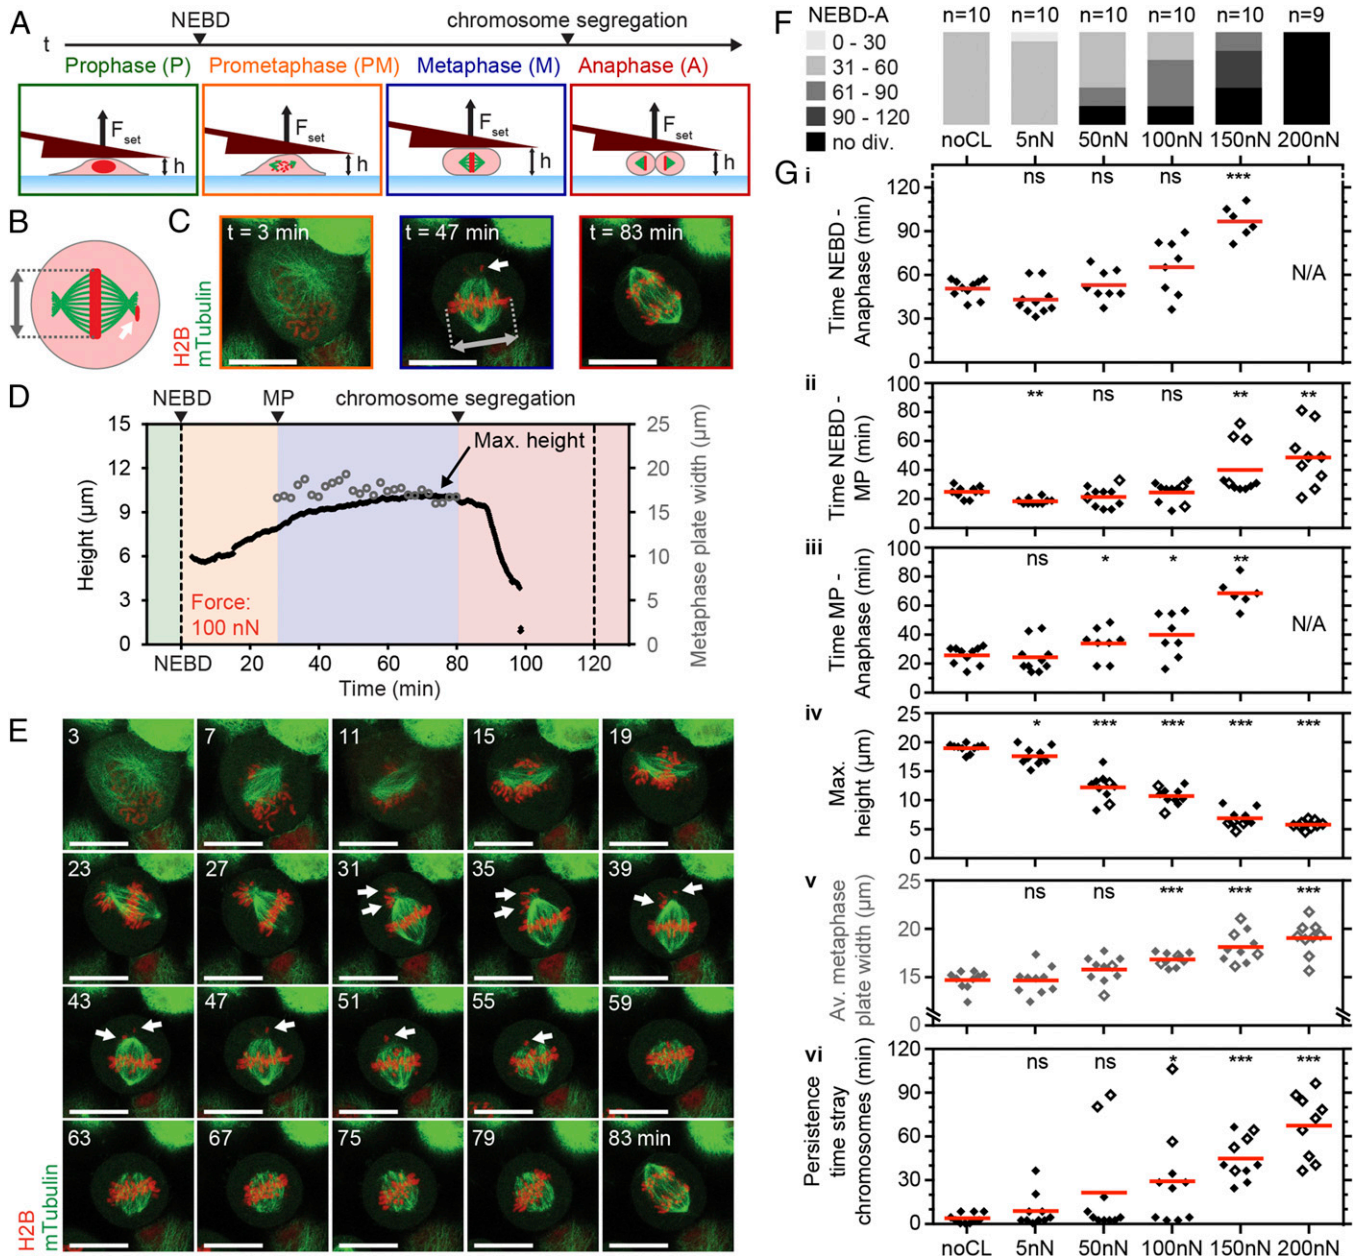 A
t
NEBD
chromosome segregation
Prophase (P)
Prometaphase (PM)
Metaphase (M)
Anaphase (A)
Fset
h
Fset
h
Fset
h
Fset
h
B
C
H2B
mTubulin
t = 3 min
t = 47 min
t = 83 min
D
NEBD
MP
chromosome segregation
15
12
9
6
3
0
Height (µm)
Max. height
Force:
100 nN
25
20
15
10
5
0
Metaphase plate width (µm)
NEBD
20
40
60
80
100
120
Time (min)
E
3
7
11
15
19
23
27
31
35
39
43
47
51
55
59
63
67
75
79
83 min
H2B
mTubulin
F
NEBD-A
0 - 30
31 - 60
61 - 90
90 - 120
no div.
n=10
n=10
n=10
n=10
n=10
n=9
noCL
5nN
50nN
100nN
150nN
200nN
G
i
Time NEBD -
Anaphase (min)
120
90
60
30
0
ns
ns
ns
***
N/A
ii
Time NEBD -
MP (min)
100
80
60
40
20
0
**
ns
ns
**
**
iii
Time MP -
Anaphase (min)
100
80
60
40
20
0
ns
*
*
**
N/A
iv
Max.
height (µm)
25
20
15
10
5
0
*
***
***
***
***
v
Av. metaphase
plate width (µm)
25
20
15
0
ns
ns
***
***
***
vi
Persistence
time stray
chromosomes (min)
120
90
60
30
0
ns
ns
*
***
***
noCL
5nN
50nN
100nN
150nN
200nN